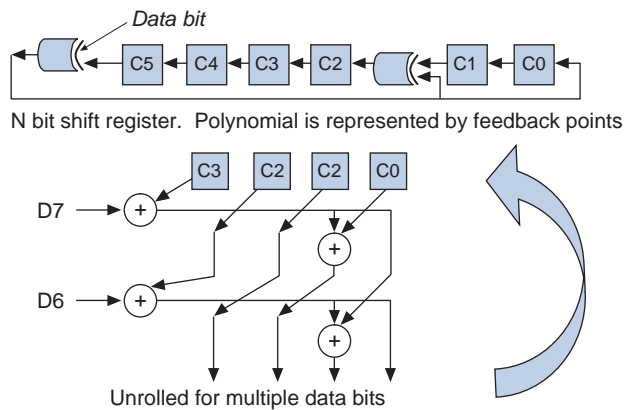 Data bit
C5 C4 C3 C2 C1 C0
N bit shift register. Polynomial is represented by feedback points
C3 C2 C2 C0
D7 +
+
D6 +
+
Unrolled for multiple data bits